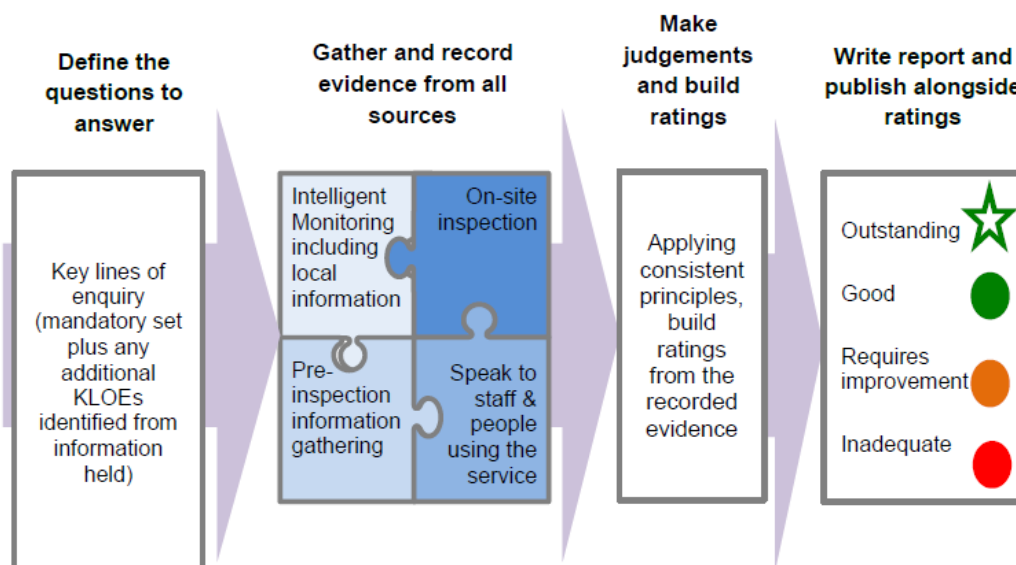 Define the
questions to
answer
Key lines of
enquiry
(mandatory set
plus any
additional
KLOEs
identified from
information
held)
Gather and record
evidence from all
sources
Intelligent
Monitoring
including
local
information
On-site
inspection
Pre-
inspection
information
gathering
Speak to
staff &
people
using the
service
Make
judgements
and build
ratings
Applying
consistent
principles,
build
ratings
from the
recorded
evidence
Write report and
publish alongside
ratings
Outstanding
Good
Requires
improvement
Inadequate